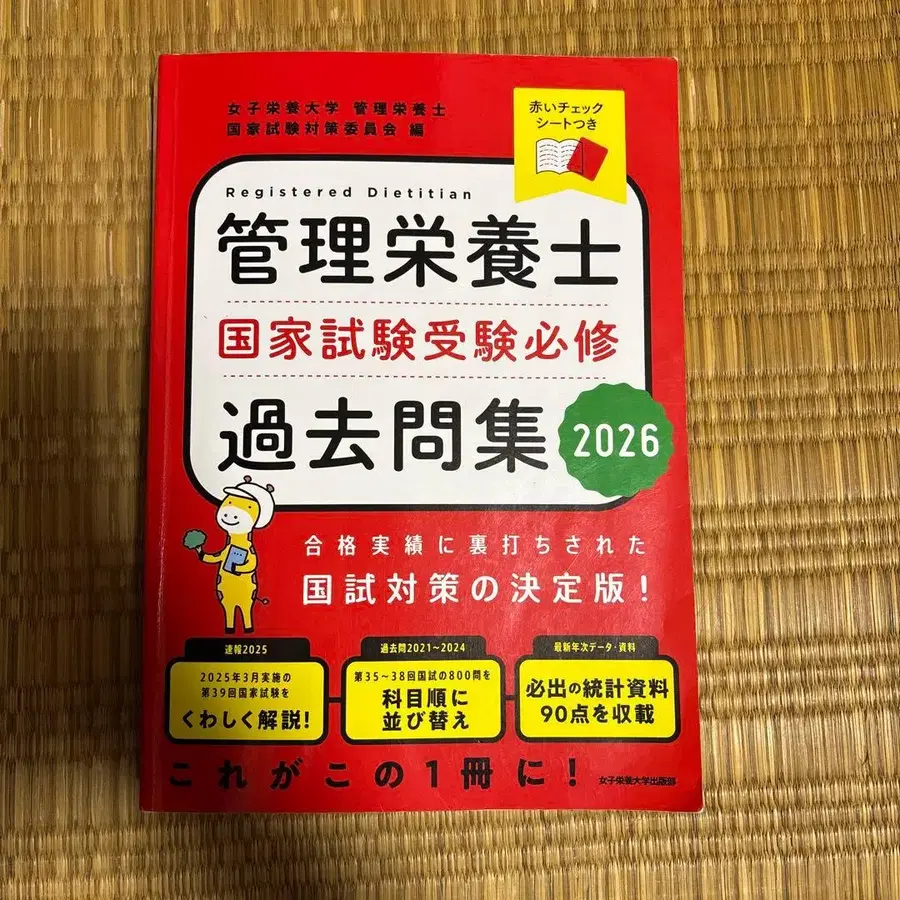 女子栄養大学 管理栄養士
国家試験対策委員会 編
赤いチェック
シートつき
Registered Dietitian
管理栄養士
国家試験受験必修
過去問集
2026
合格実績に裏打ちされた
国試対策の決定版！
速報2025
2025年3月実施の
第39回国家試験を
くわしく解説！
過去問2021～2024
第35～38回国試の800問を
科目順に
並び替え
最新年次データ・資料
必出の統計資料
90点を収載
これがこの1冊に！
女子栄養大学出版部